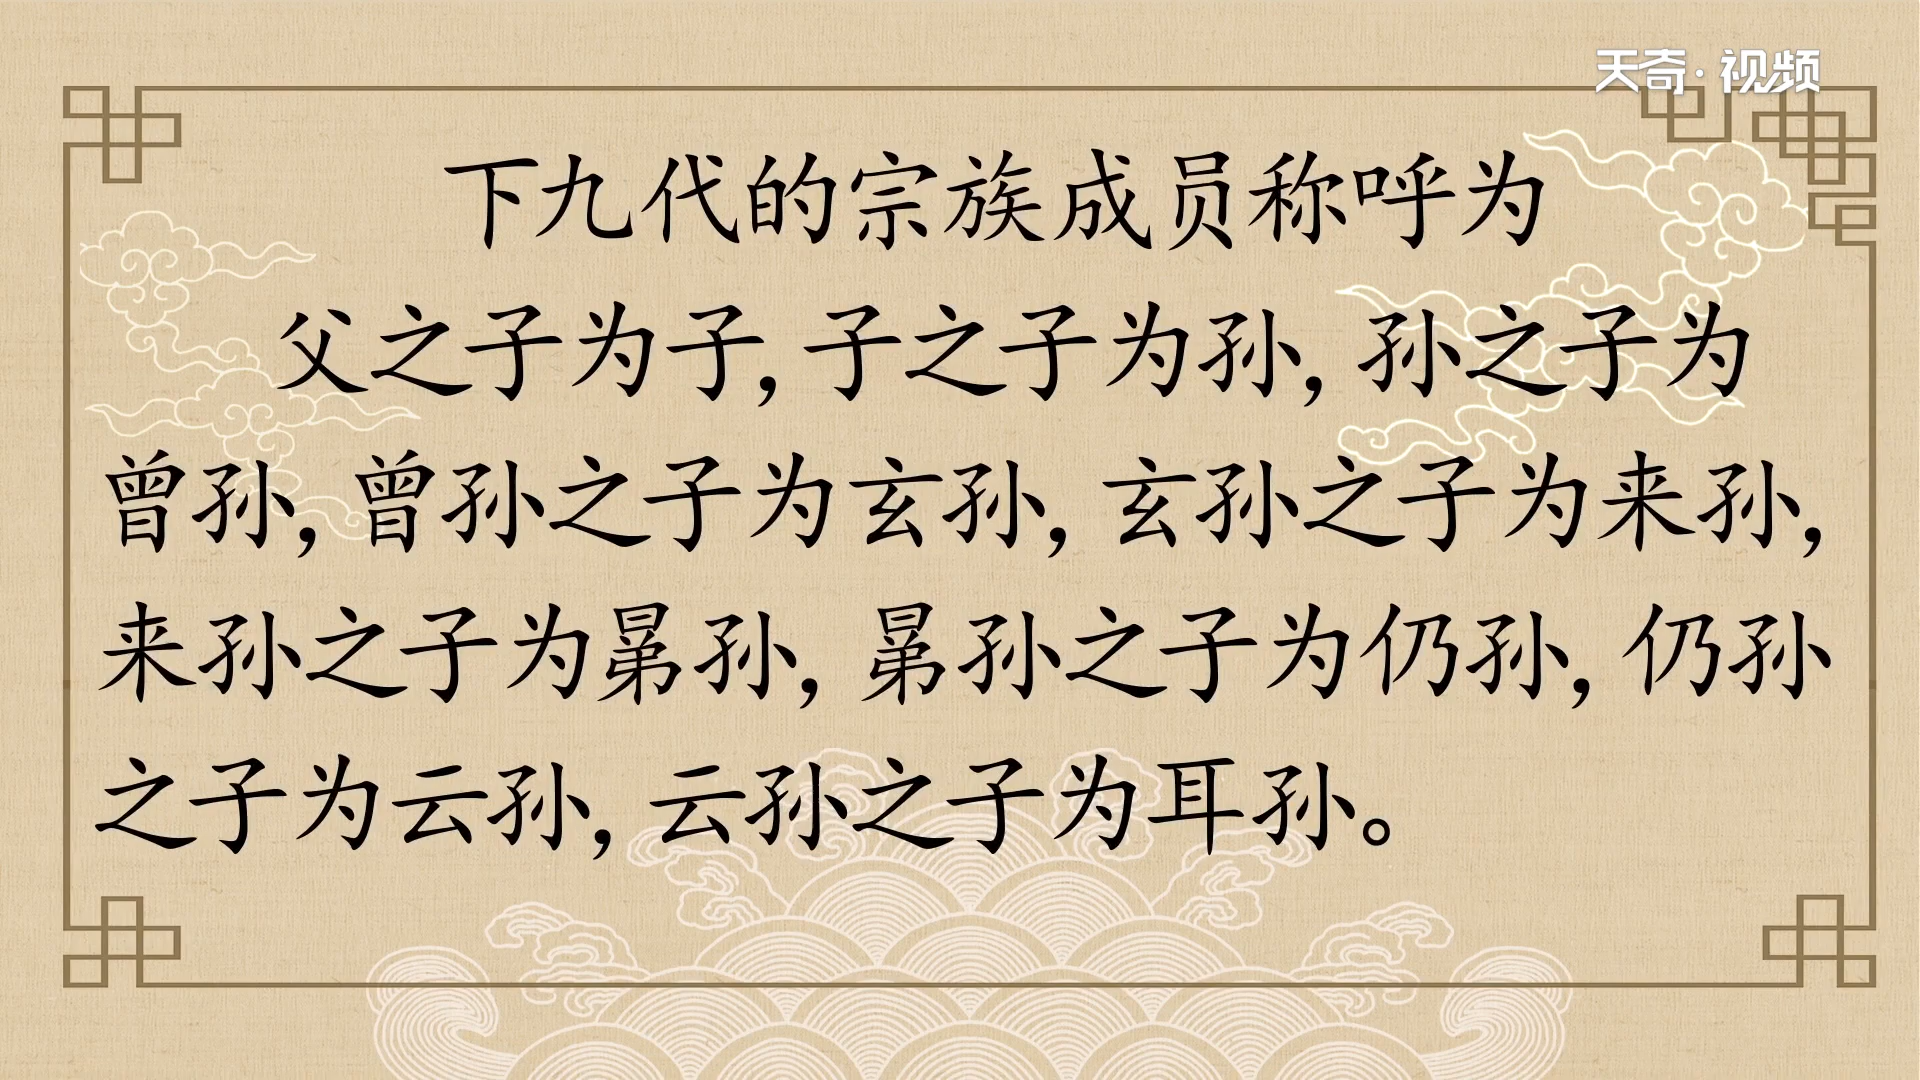 天奇·视频
下九代的宗族成员称呼为
父之子为子,子之子为孙,孙之子为
曾孙,曾孙之子为玄孙,玄孙之子为来孙,
来孙之子为晜孙,晜孙之子为仍孙,仍孙
之子为云孙,云孙之子为耳孙。